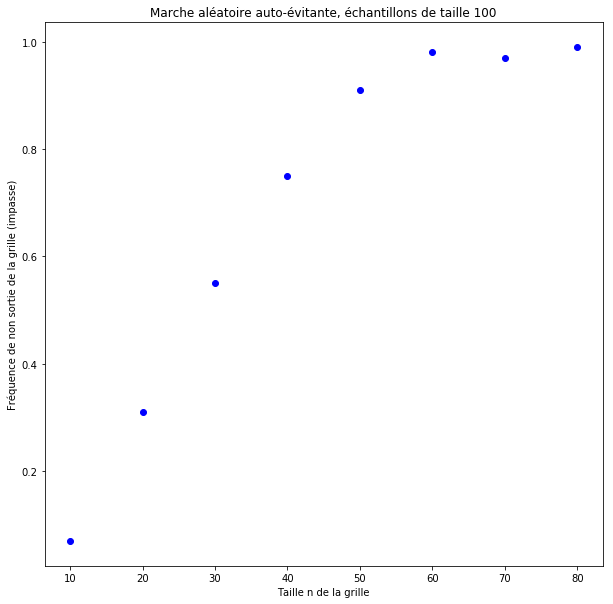 Marche aléatoire auto-évitante, échantillons de taille 100
Fréquence de non sortie de la grille (impasse)
1.0
0.8
0.6
0.4
0.2
10 20 30 40 50 60 70 80
Taille n de la grille